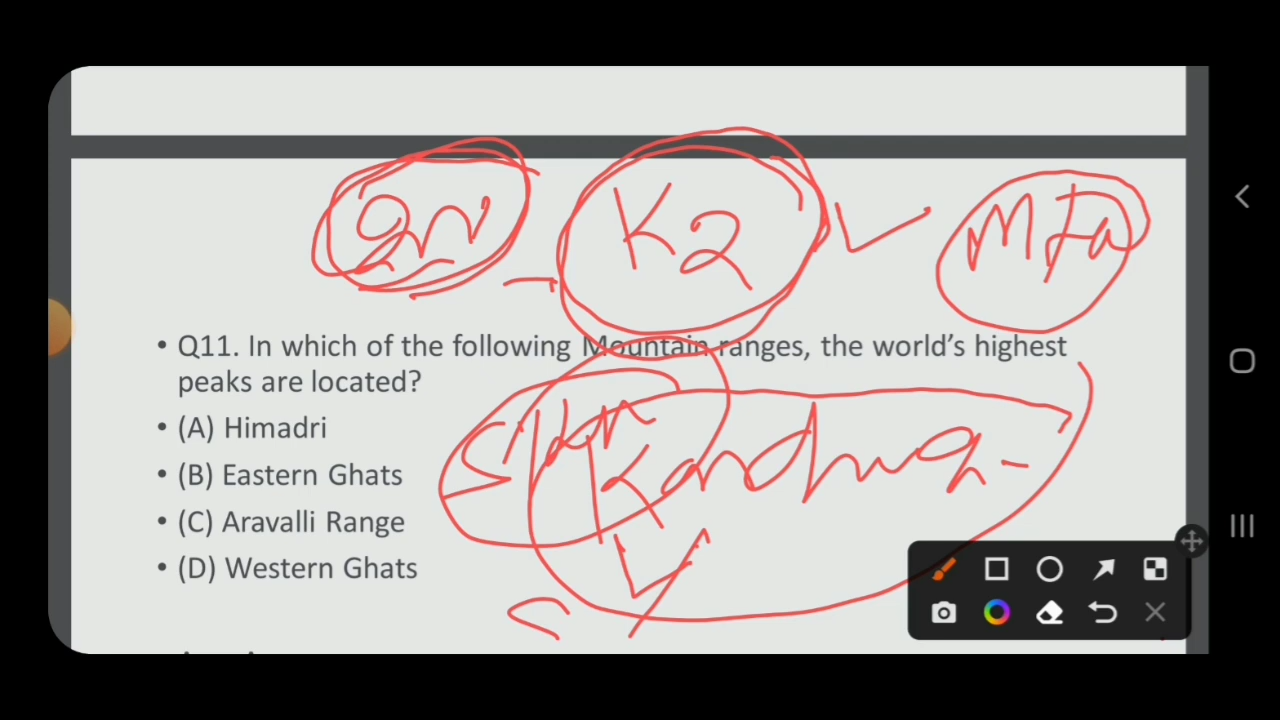 K2
• Q11. In which of the following Mountain ranges, the world's highest
peaks are located?
• (A) Himadri
• (B) Eastern Ghats
• (C) Aravalli Range
• (D) Western Ghats